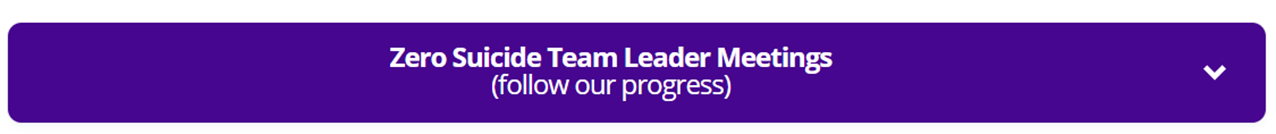 Zero Suicide Team Leader Meetings
(follow our progress)